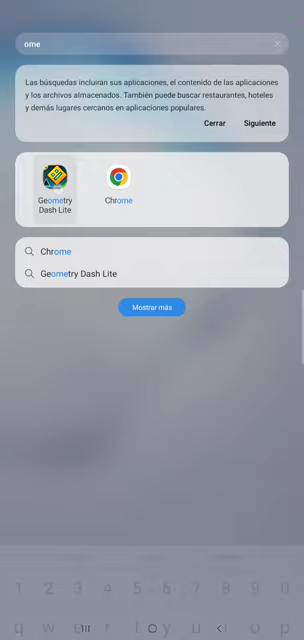 ome
Las búsquedas incluirán sus aplicaciones, el contenido de las aplicaciones
y los archivos almacenados. También puede buscar restaurantes, hoteles
y demás lugares cercanos en aplicaciones populares.
Cerrar Siguiente
Geometry
Dash Lite
Chrome
Chrome
Geometry Dash Lite
Mostrar más
1 2 3 4 5 6 7 8 9 0
q w e r t y u i o p